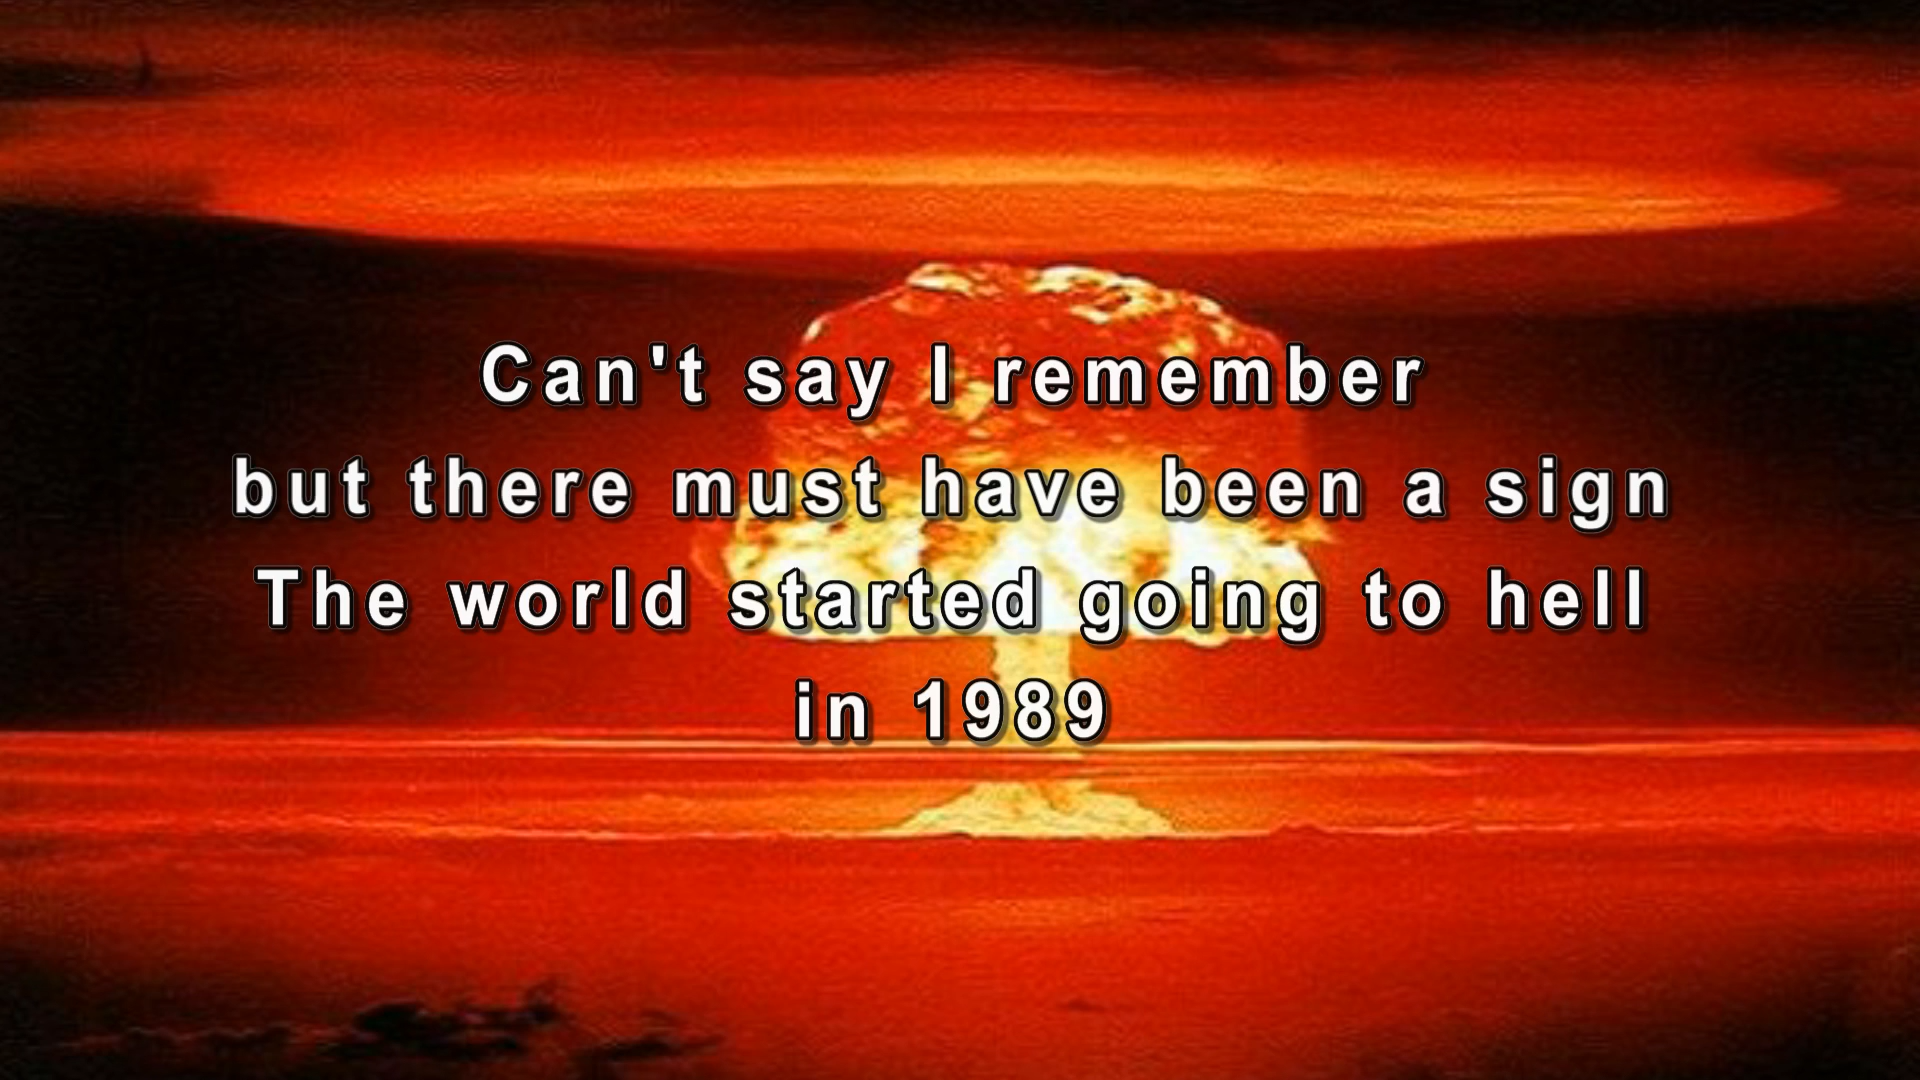 Can't say I remember
but there must have been a sign
The world started going to hell
in 1989